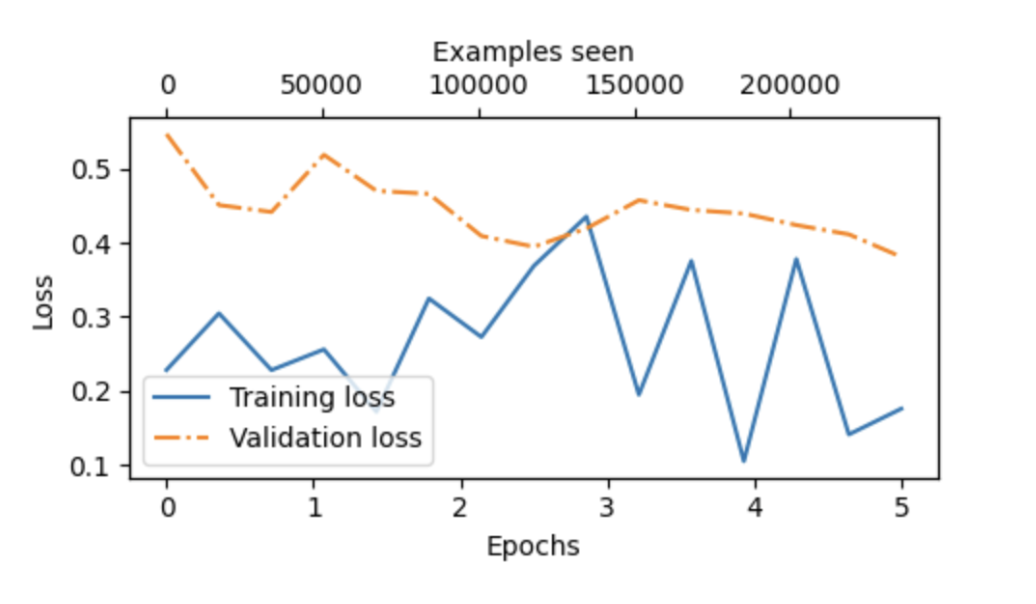 Examples seen
0 50000 100000 150000 200000
0.5
0.4
0.3
0.2
0.1
Loss
Training loss
Validation loss
0 1 2 3 4 5
Epochs